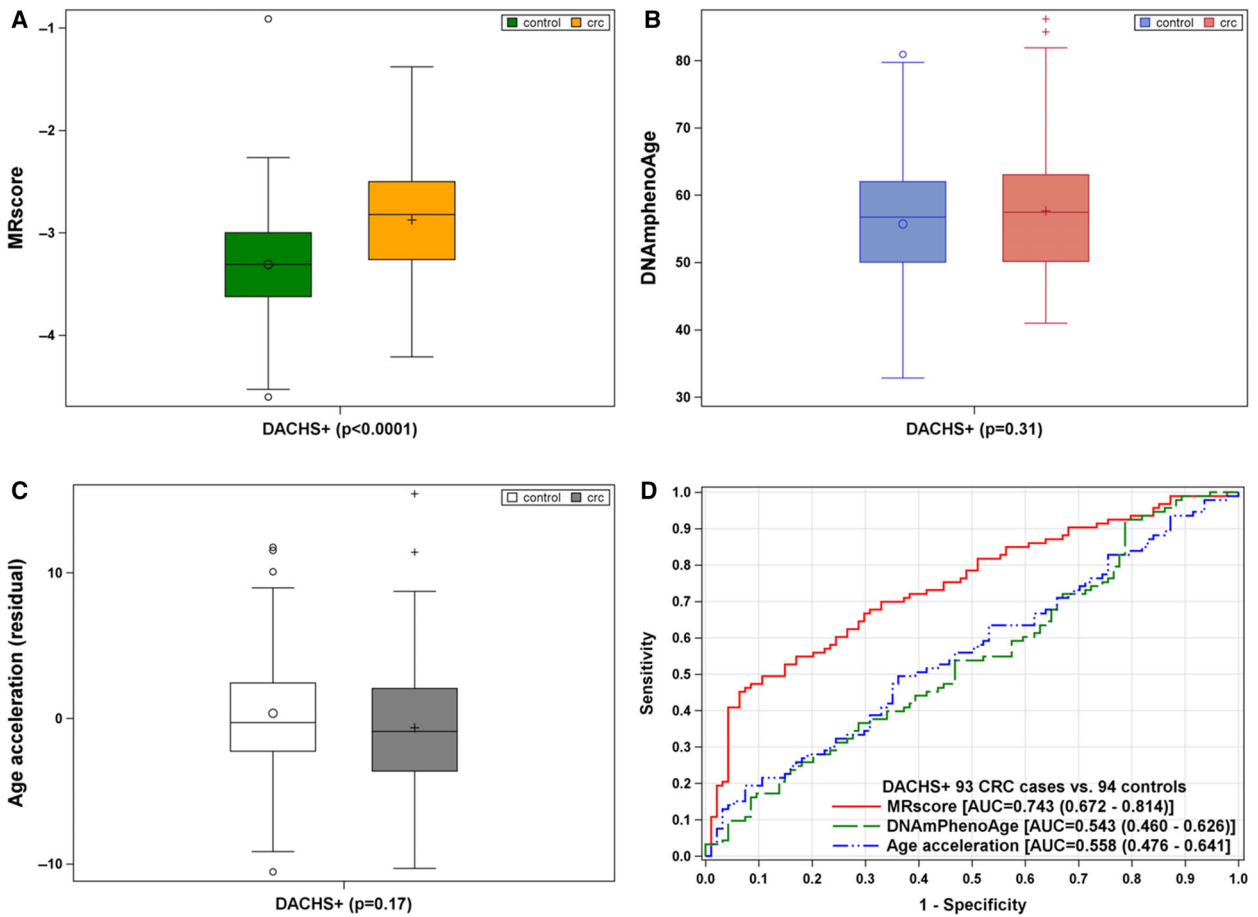 A
control crc
–1
–2
–3
–4
MRscore
DACHS+ (p<0.0001)
B
control crc
80
70
60
50
40
30
DNAmphenoAge
DACHS+ (p=0.31)
C
control crc
10
0
–10
Age acceleration (residual)
DACHS+ (p=0.17)
D
1.0
0.9
0.8
0.7
0.6
0.5
0.4
0.3
0.2
0.1
0.0
Sensitivity
DACHS+ 93 CRC cases vs. 94 controls
MRscore [AUC=0.743 (0.672 - 0.814)]
DNAmPhenoAge [AUC=0.543 (0.460 - 0.626)]
Age acceleration [AUC=0.558 (0.476 - 0.641]
0.0 0.1 0.2 0.3 0.4 0.5 0.6 0.7 0.8 0.9 1.0
1 - Specificity